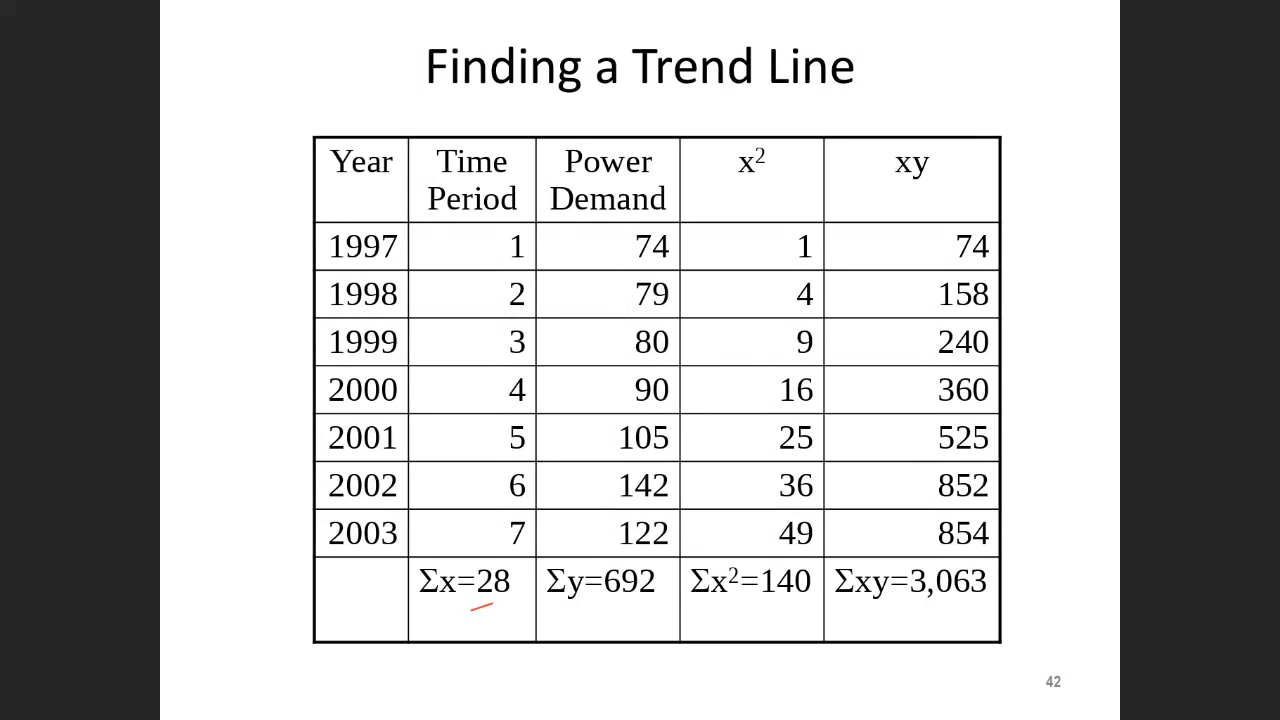 Finding a Trend Line
Year Time Period Power Demand x² xy
1997 1 74 1 74
1998 2 79 4 158
1999 3 80 9 240
2000 4 90 16 360
2001 5 105 25 525
2002 6 142 36 852
2003 7 122 49 854
Σx=28 Σy=692 Σx²=140 Σxy=3,063
42